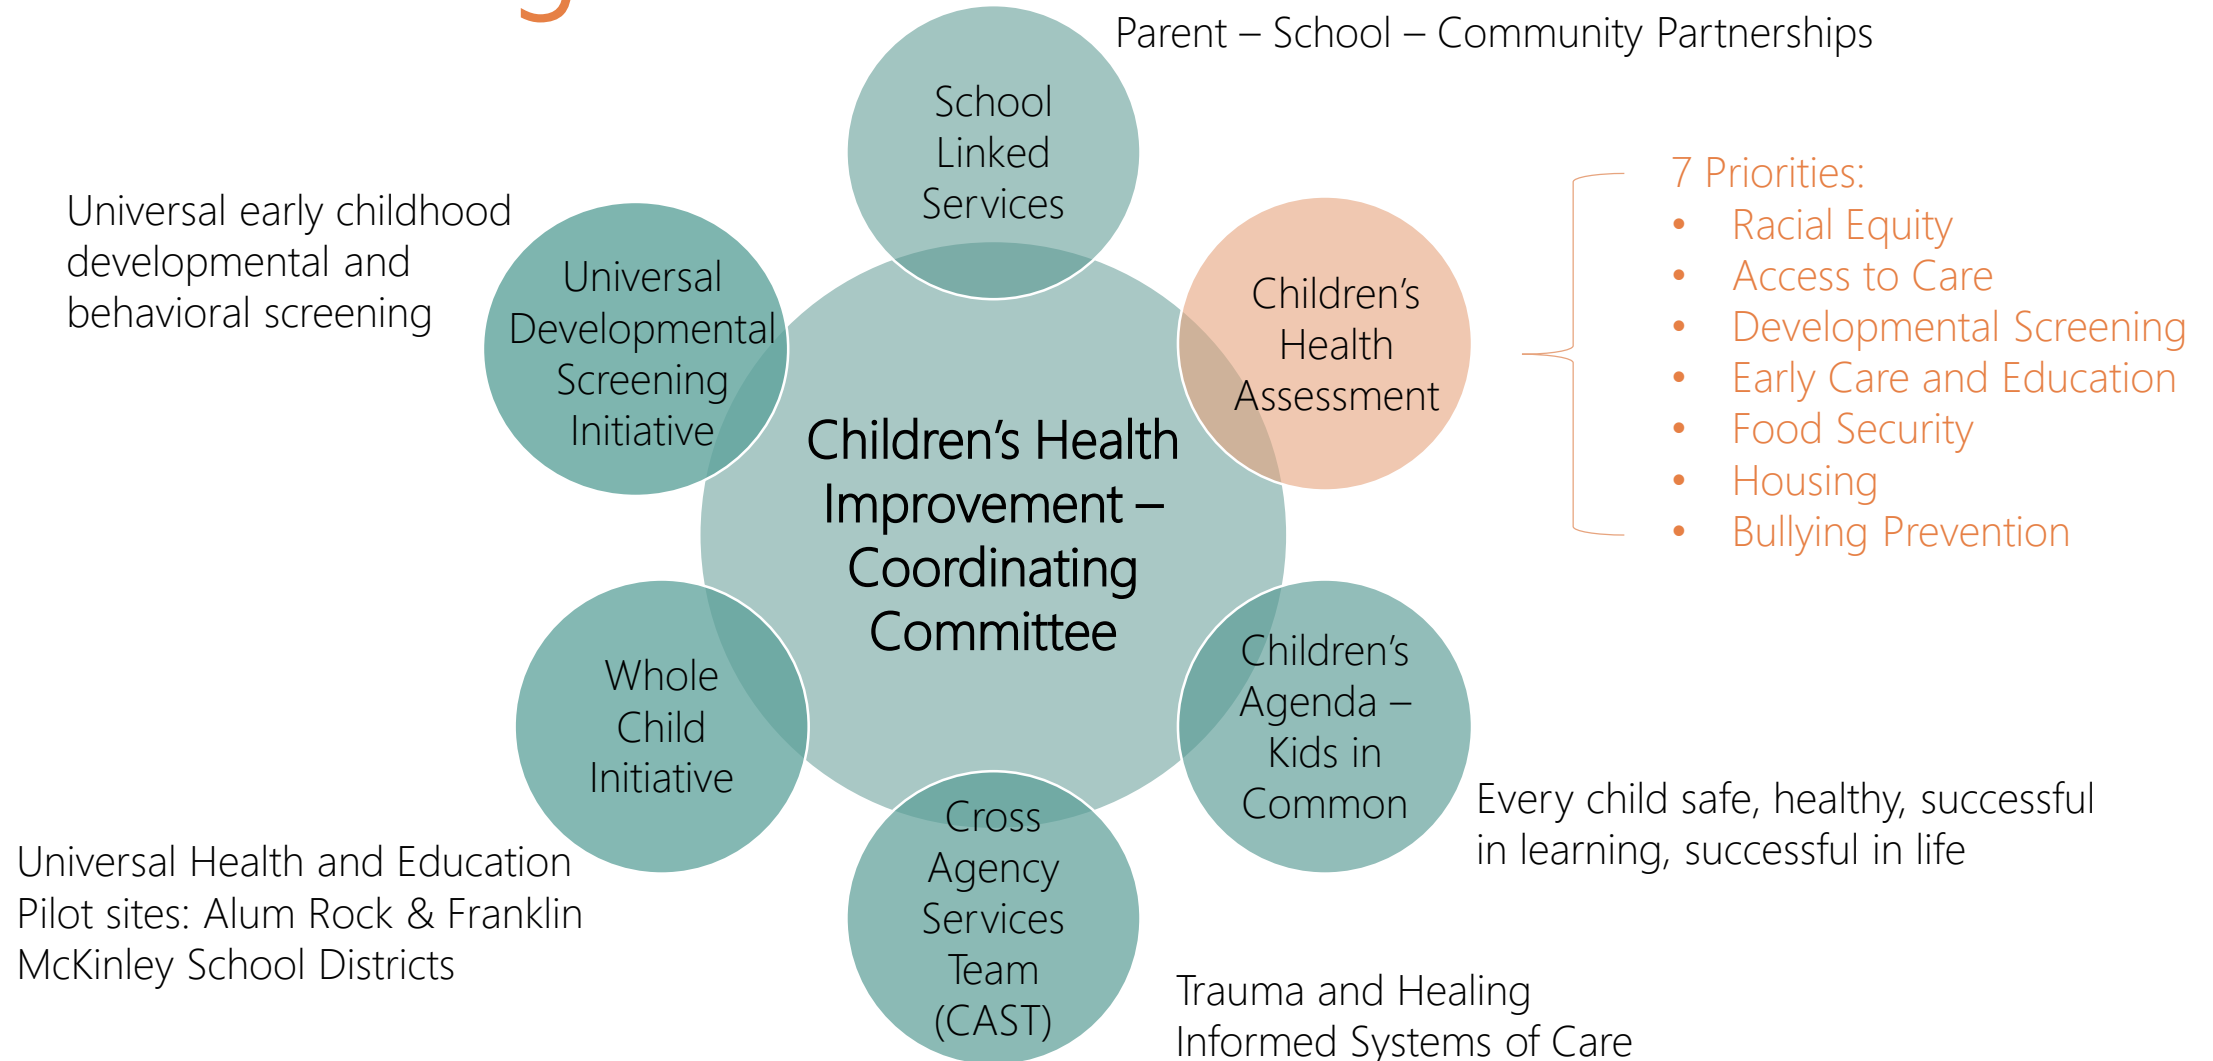 Parent – School – Community Partnerships
School
Linked
Services
Universal early childhood
developmental and
behavioral screening
Universal
Developmental
Screening
Initiative
Children’s
Health
Assessment
7 Priorities:
• Racial Equity
• Access to Care
• Developmental Screening
• Early Care and Education
• Food Security
• Housing
• Bullying Prevention
Children’s Health
Improvement –
Coordinating
Committee
Whole
Child
Initiative
Children’s
Agenda –
Kids in
Common
Every child safe, healthy, successful
in learning, successful in life
Universal Health and Education
Pilot sites: Alum Rock & Franklin
McKinley School Districts
Cross
Agency
Services
Team
(CAST)
Trauma and Healing
Informed Systems of Care